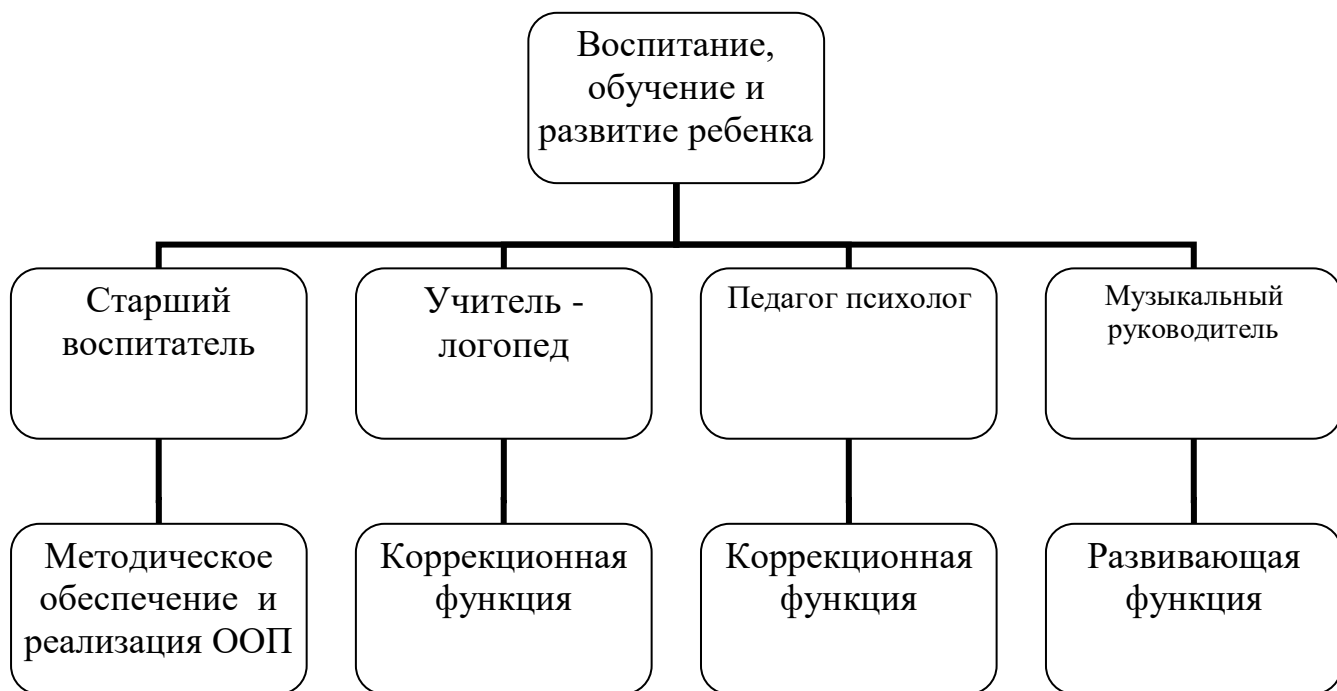 Воспитание,
обучение и
развитие ребенка
Старший
воспитатель
Учитель -
логопед
Педагог психолог
Музыкальный
руководитель
Методическое
обеспечение и
реализация ООП
Коррекционная
функция
Коррекционная
функция
Развивающая
функция